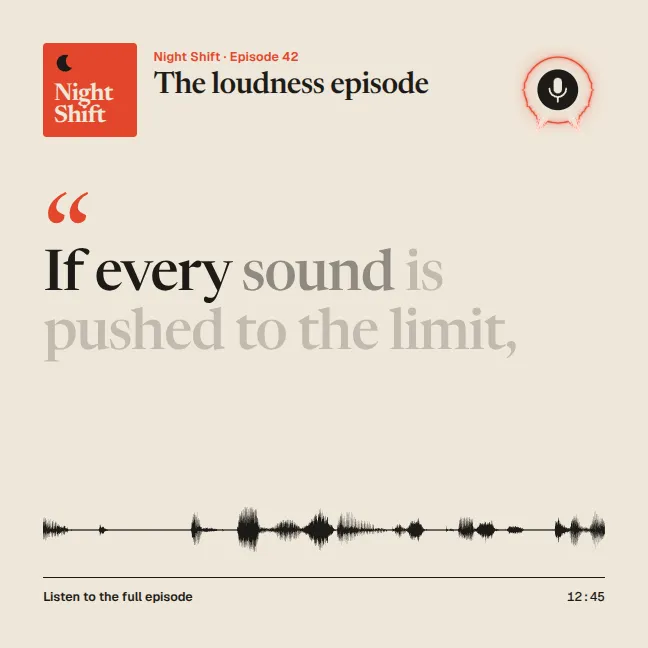 Night
Shift
Night Shift · Episode 42
The loudness episode
“
If every sound is
pushed to the limit,
Listen to the full episode
12:45